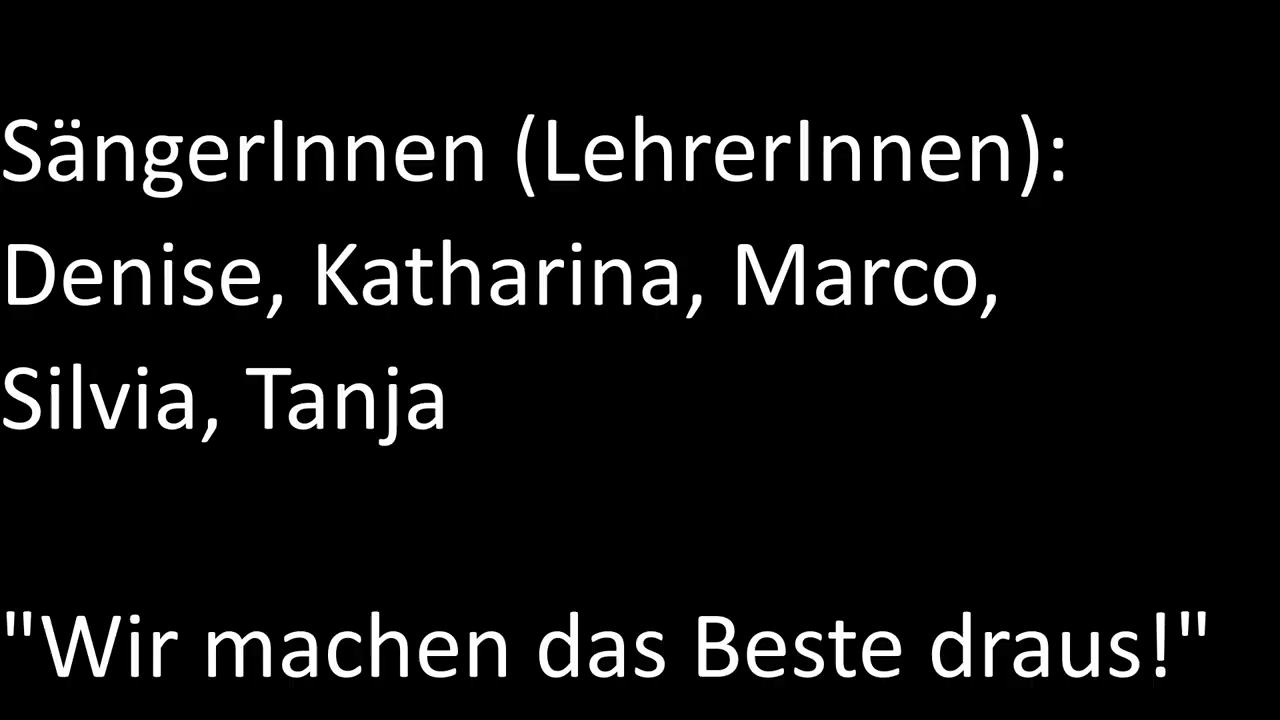 SängerInnen (LehrerInnen):
Denise, Katharina, Marco,
Silvia, Tanja
"Wir machen das Beste draus!"